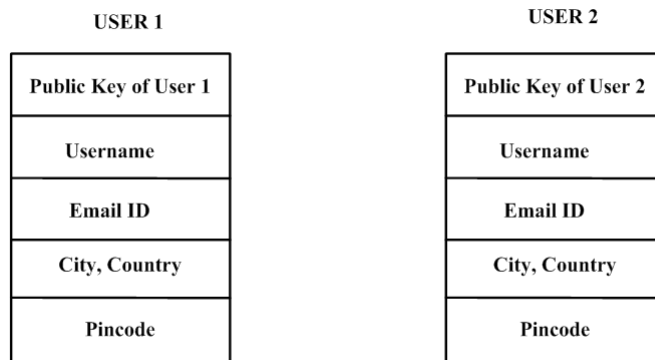 USER 1
Public Key of User 1
Username
Email ID
City, Country
Pincode
USER 2
Public Key of User 2
Username
Email ID
City, Country
Pincode